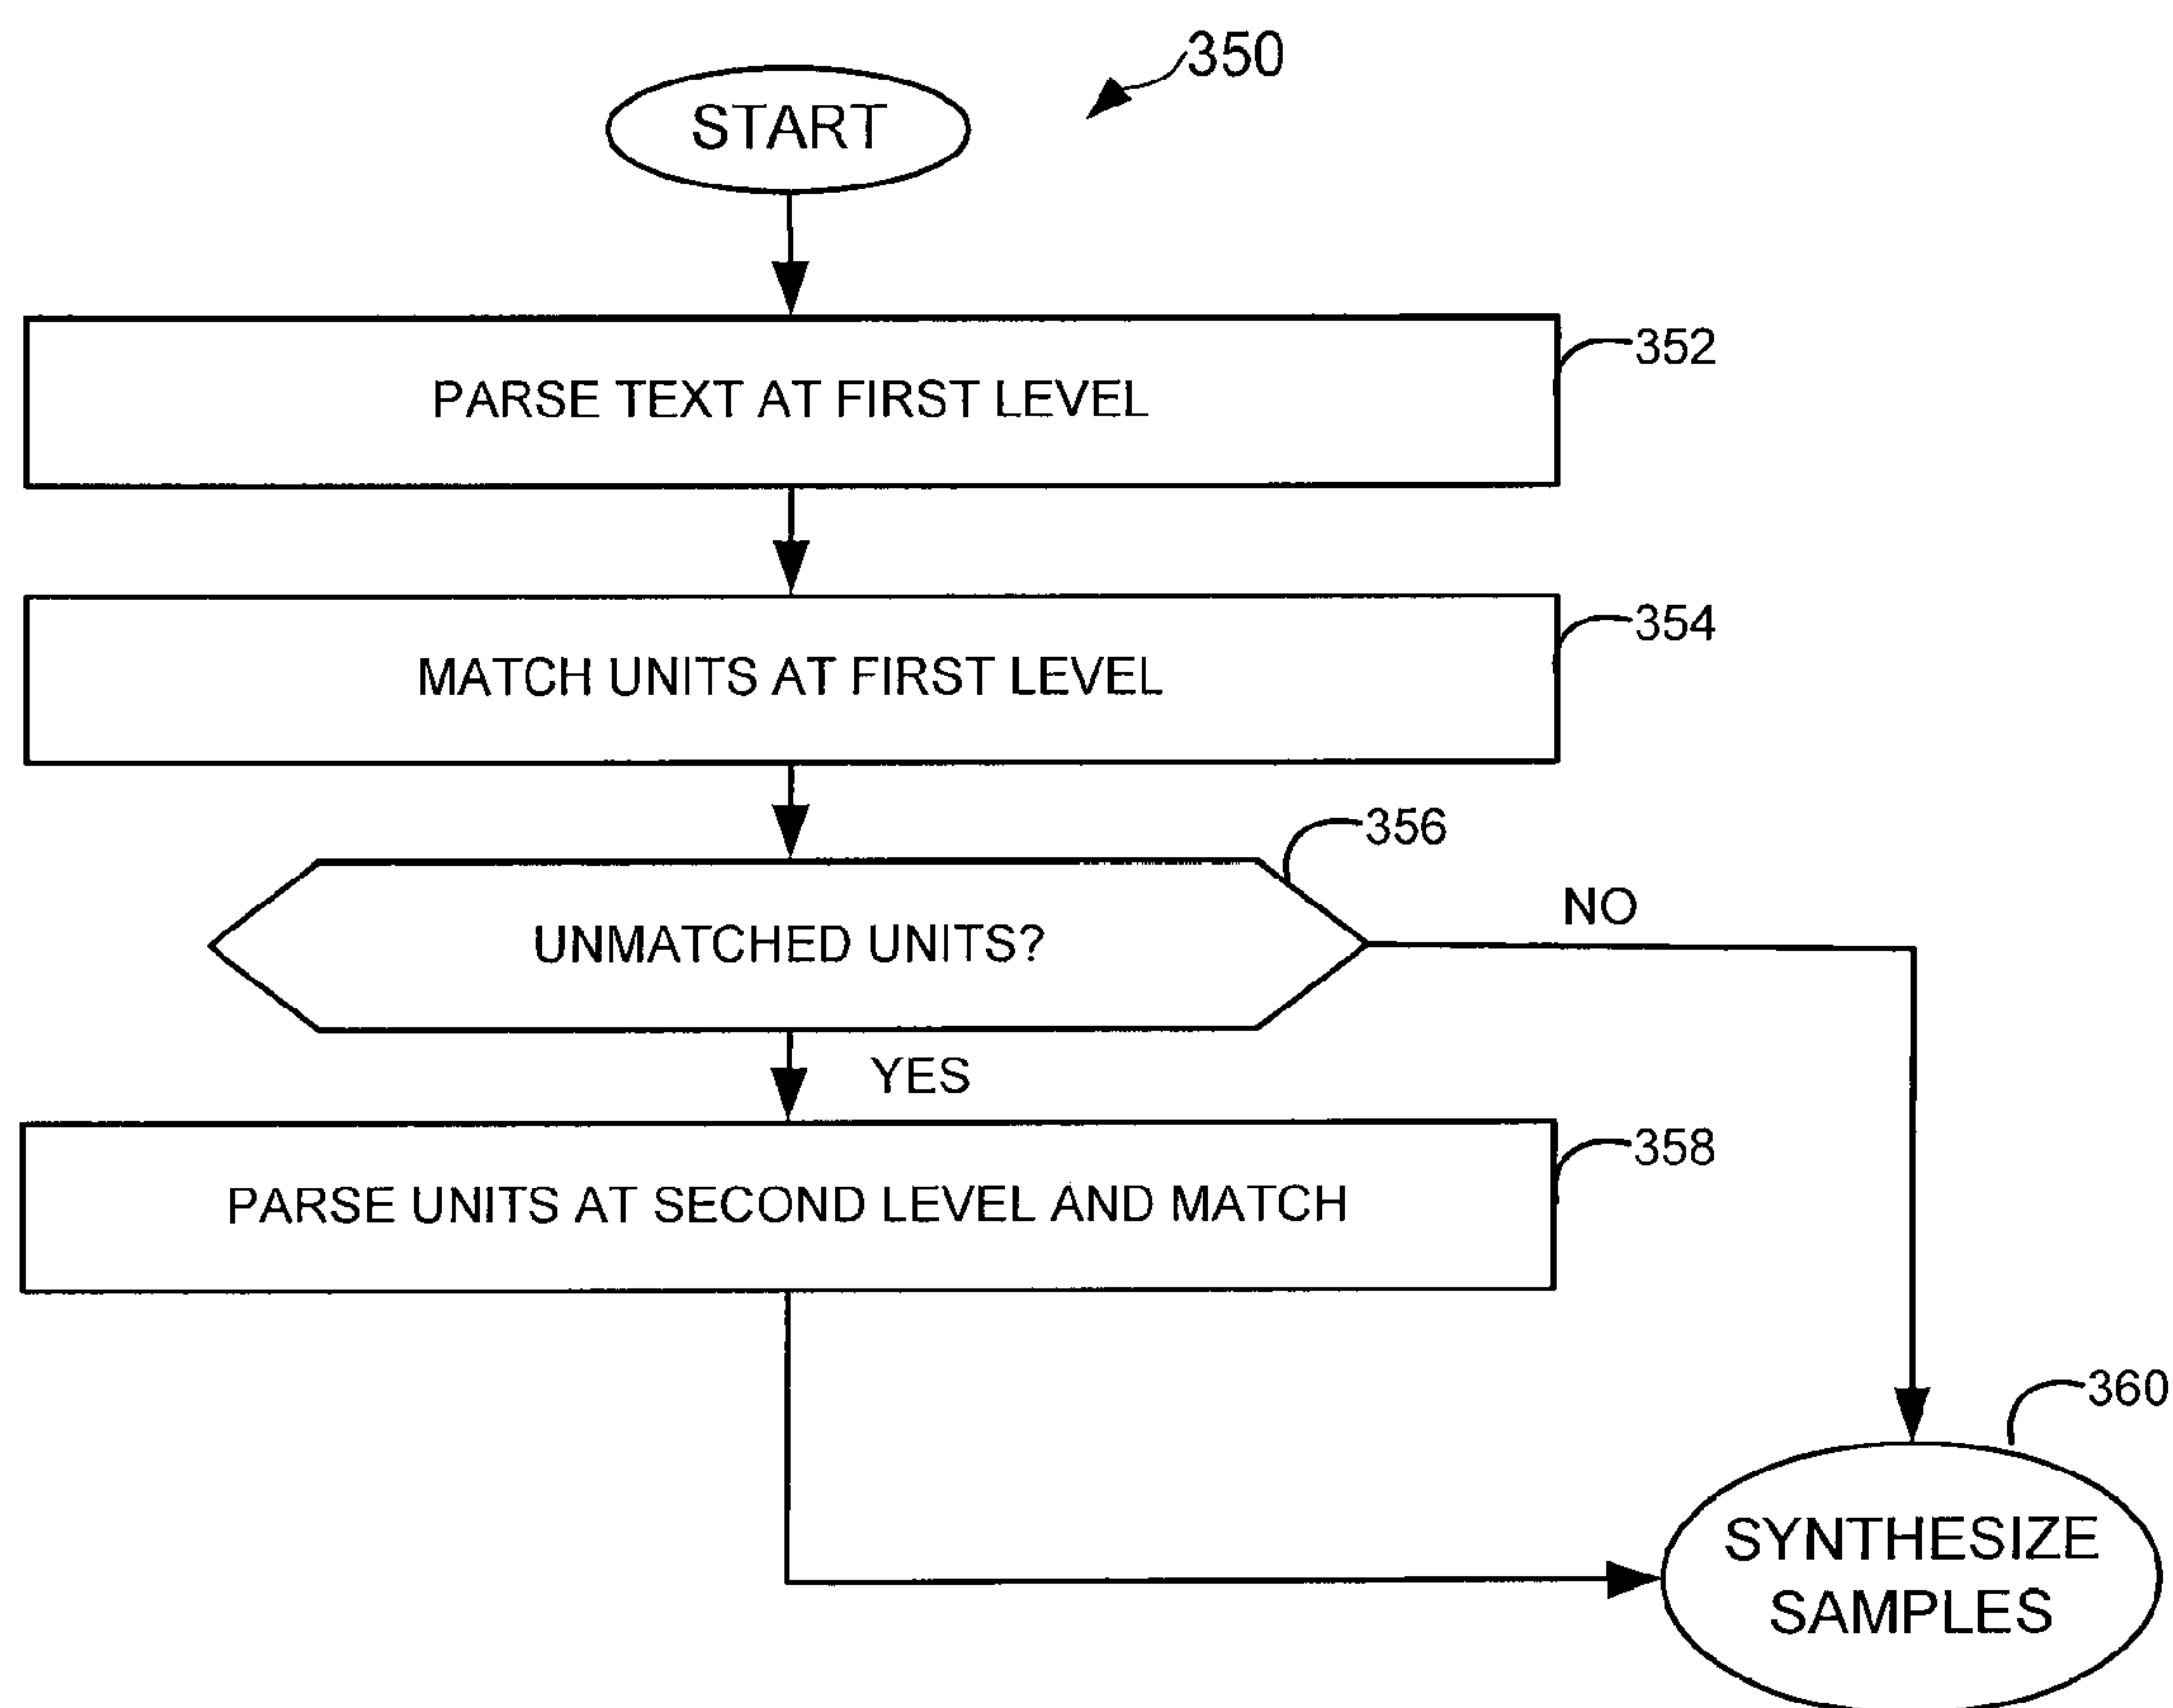 350
START
352
PARSE TEXT AT FIRST LEVEL
354
MATCH UNITS AT FIRST LEVEL
356
UNMATCHED UNITS?
NO
YES
358
PARSE UNITS AT SECOND LEVEL AND MATCH
360
SYNTHESIZE
SAMPLES